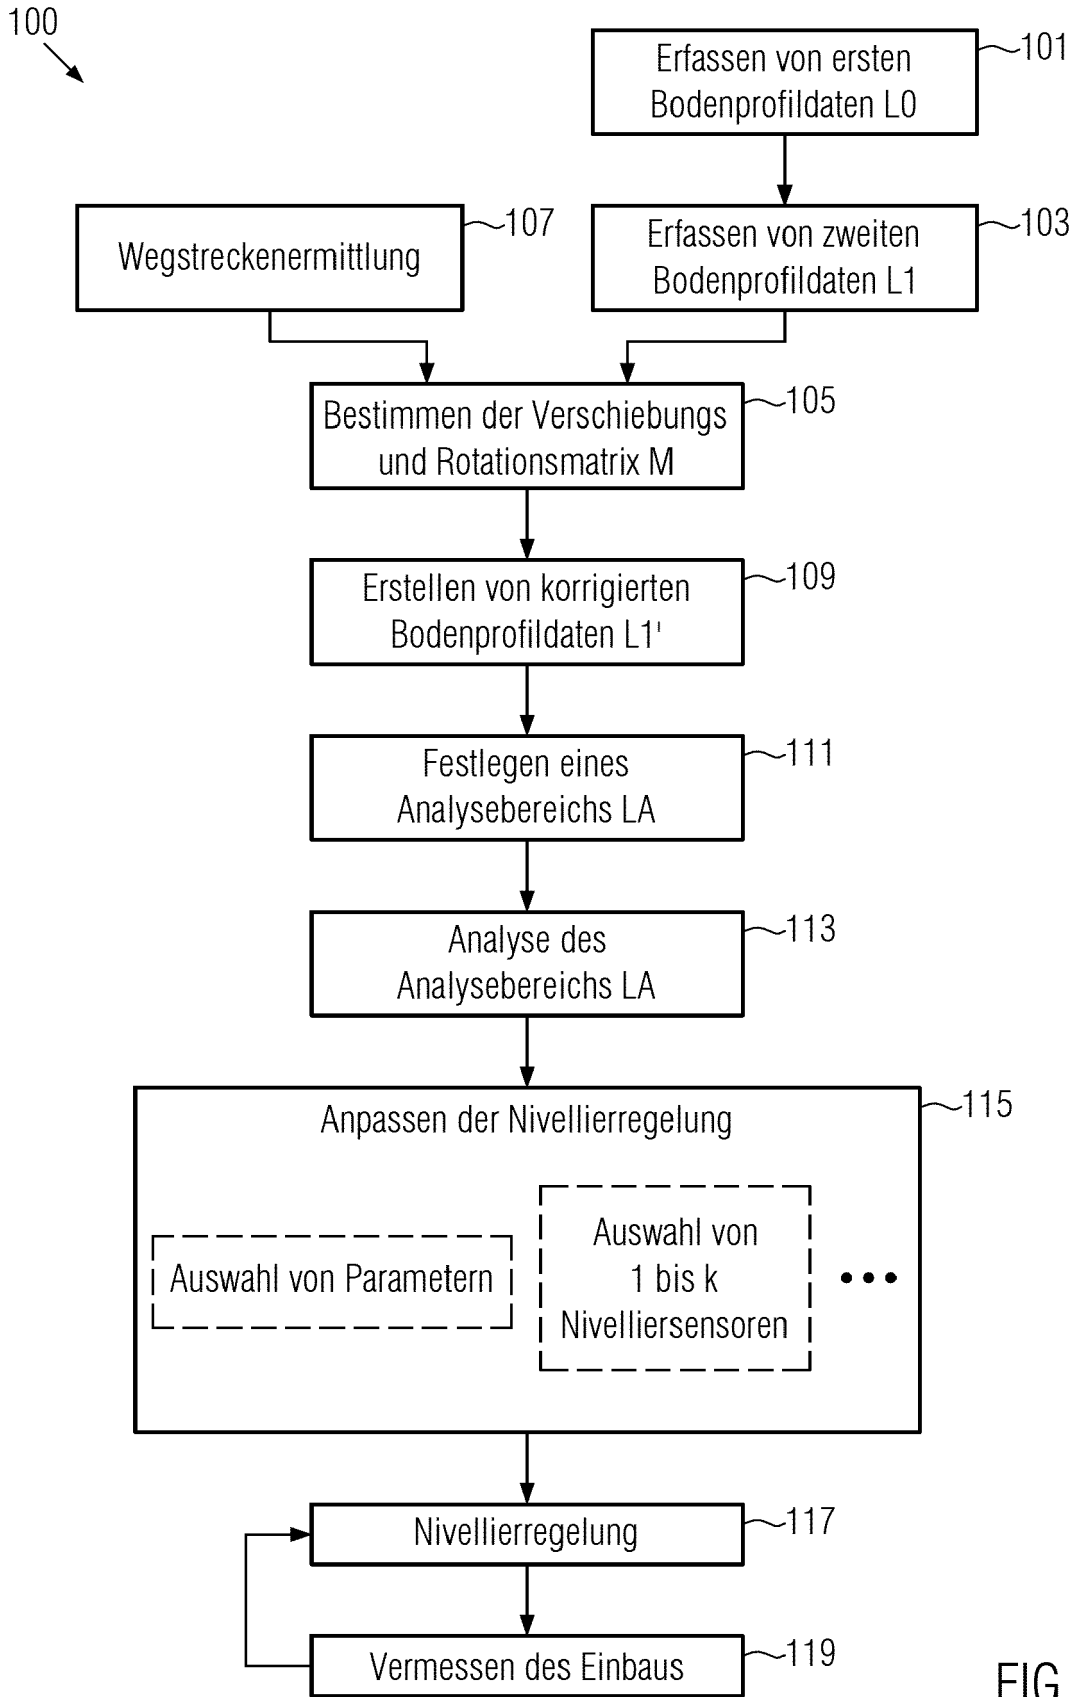 100
Erfassen von ersten
Bodenprofildaten L0
101
Wegstreckenermittlung
107
Erfassen von zweiten
Bodenprofildaten L1
103
Bestimmen der Verschiebungs
und Rotationsmatrix M
105
Erstellen von korrigierten
Bodenprofildaten L1'
109
Festlegen eines
Analysebereichs LA
111
Analyse des
Analysebereichs LA
113
Anpassen der Nivellierregelung
115
Auswahl von Parametern
Auswahl von
1 bis k
Nivelliersensoren
•••
Nivellierregelung
117
Vermessen des Einbaus
119
FIG